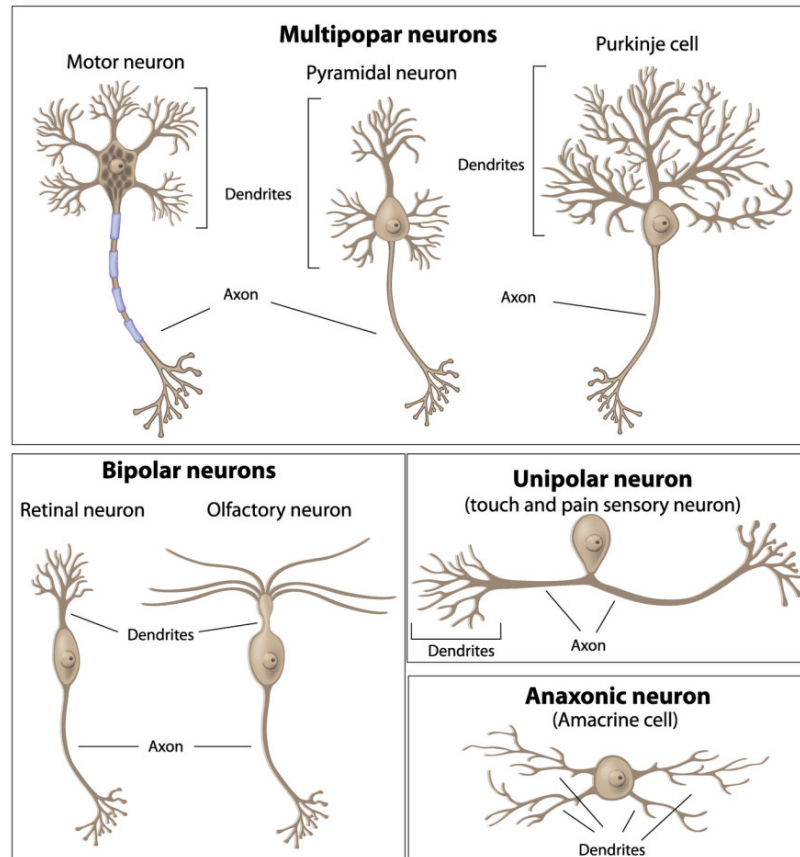 Multipopar neurons
Motor neuron
Pyramidal neuron
Purkinje cell
Dendrites
Dendrites
Axon
Axon
Bipolar neurons
Retinal neuron
Olfactory neuron
Dendrites
Axon
Unipolar neuron
(touch and pain sensory neuron)
Axon
Dendrites
Anaxonic neuron
(Amacrine cell)
Dendrites